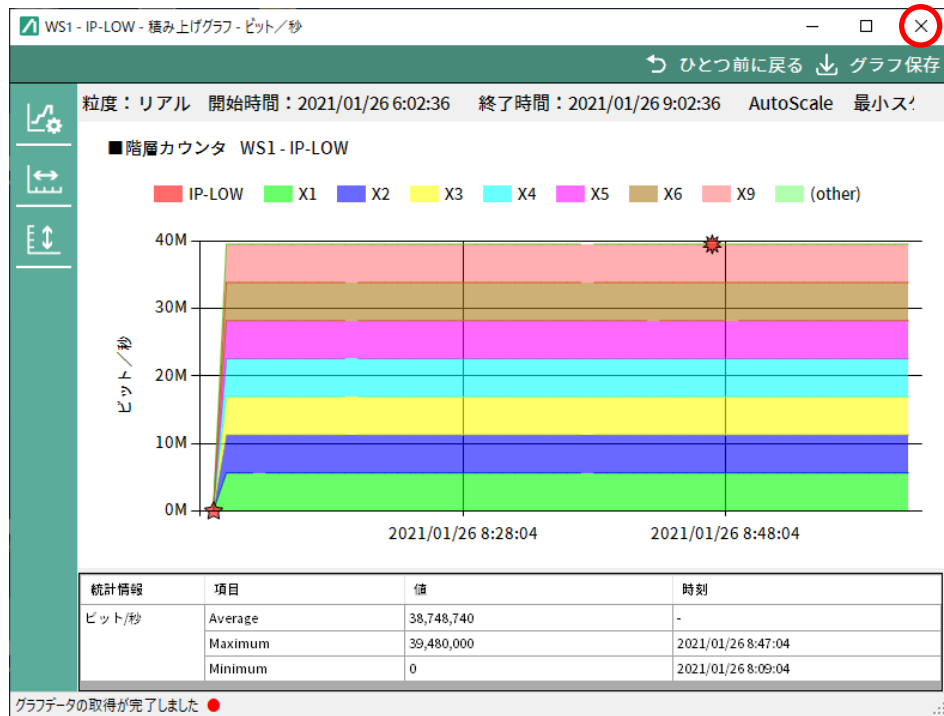 WS1 - IP-LOW - 積み上げグラフ - ビット／秒
ひとつ前に戻る グラフ保存
粒度：リアル 開始時間：2021/01/26 6:02:36 終了時間：2021/01/26 9:02:36 AutoScale 最小スケ
■階層カウンタ WS1 - IP-LOW
IP-LOW X1 X2 X3 X4 X5 X6 X9 (other)
40M
30M
20M
10M
0M
ビット／秒
2021/01/26 8:28:04 2021/01/26 8:48:04
統計情報 項目 値 時刻
ビット/秒 Average 38,748,740 -
Maximum 39,480,000 2021/01/26 8:47:04
Minimum 0 2021/01/26 8:09:04
グラフデータの取得が完了しました